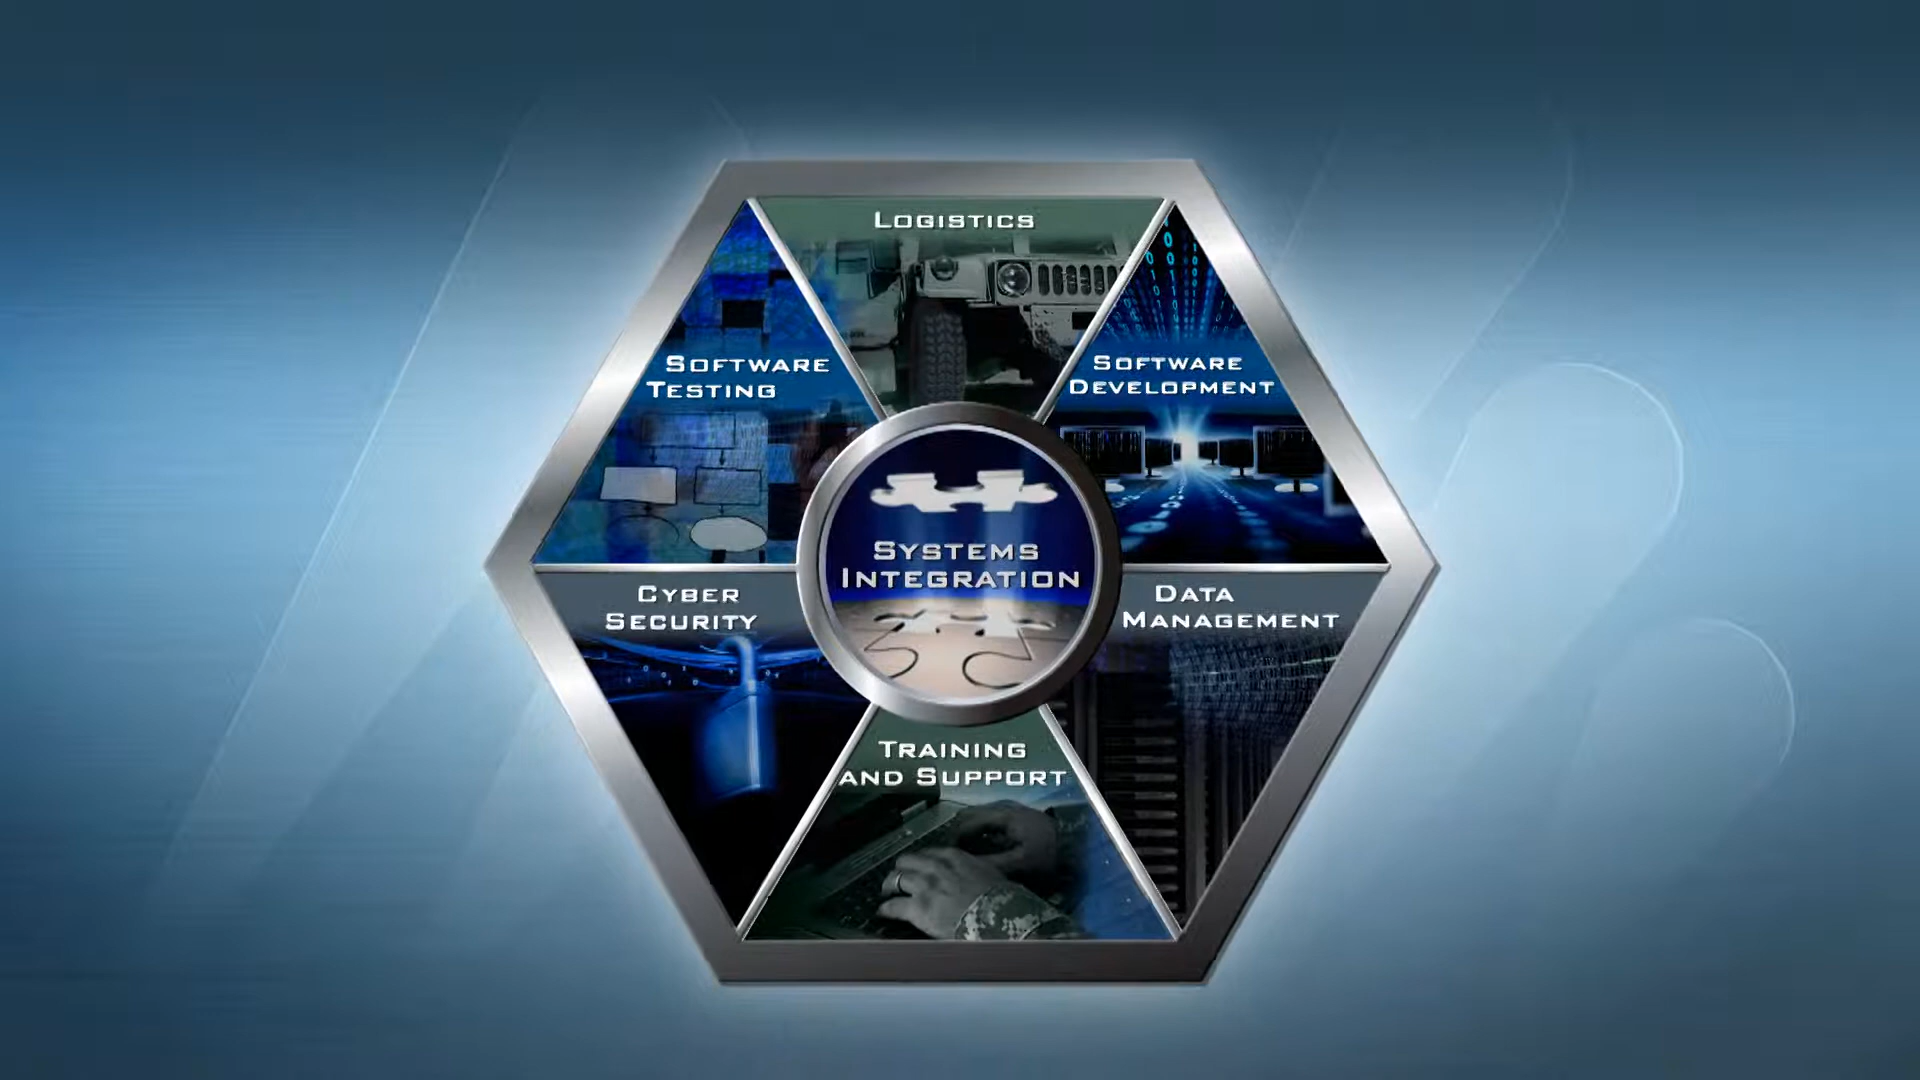 LOGISTICS
SOFTWARE
TESTING
SOFTWARE
DEVELOPMENT
SYSTEMS
INTEGRATION
CYBER
SECURITY
DATA
MANAGEMENT
TRAINING
AND SUPPORT